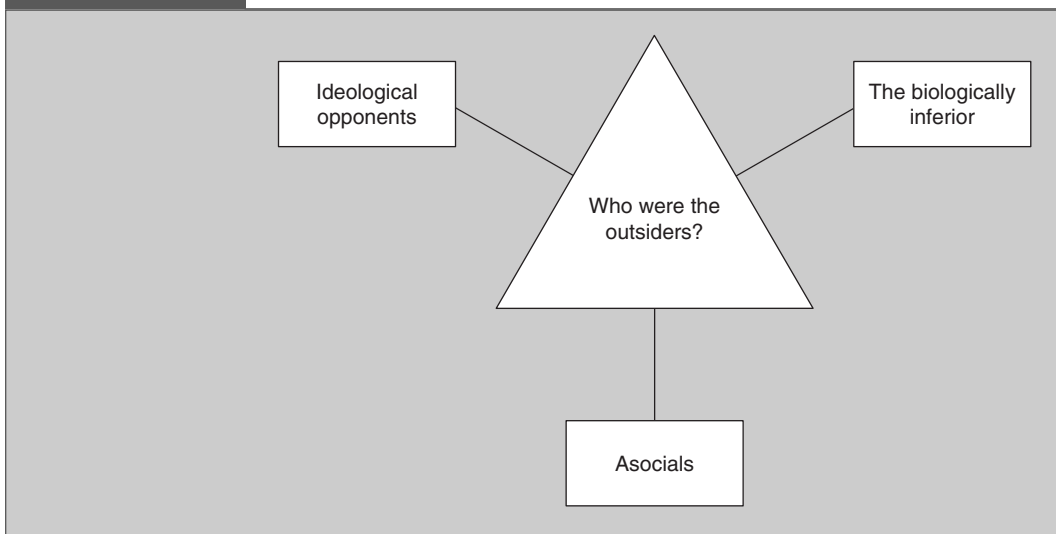 Ideological
opponents
The biologically
inferior
Who were the
outsiders?
Asocials